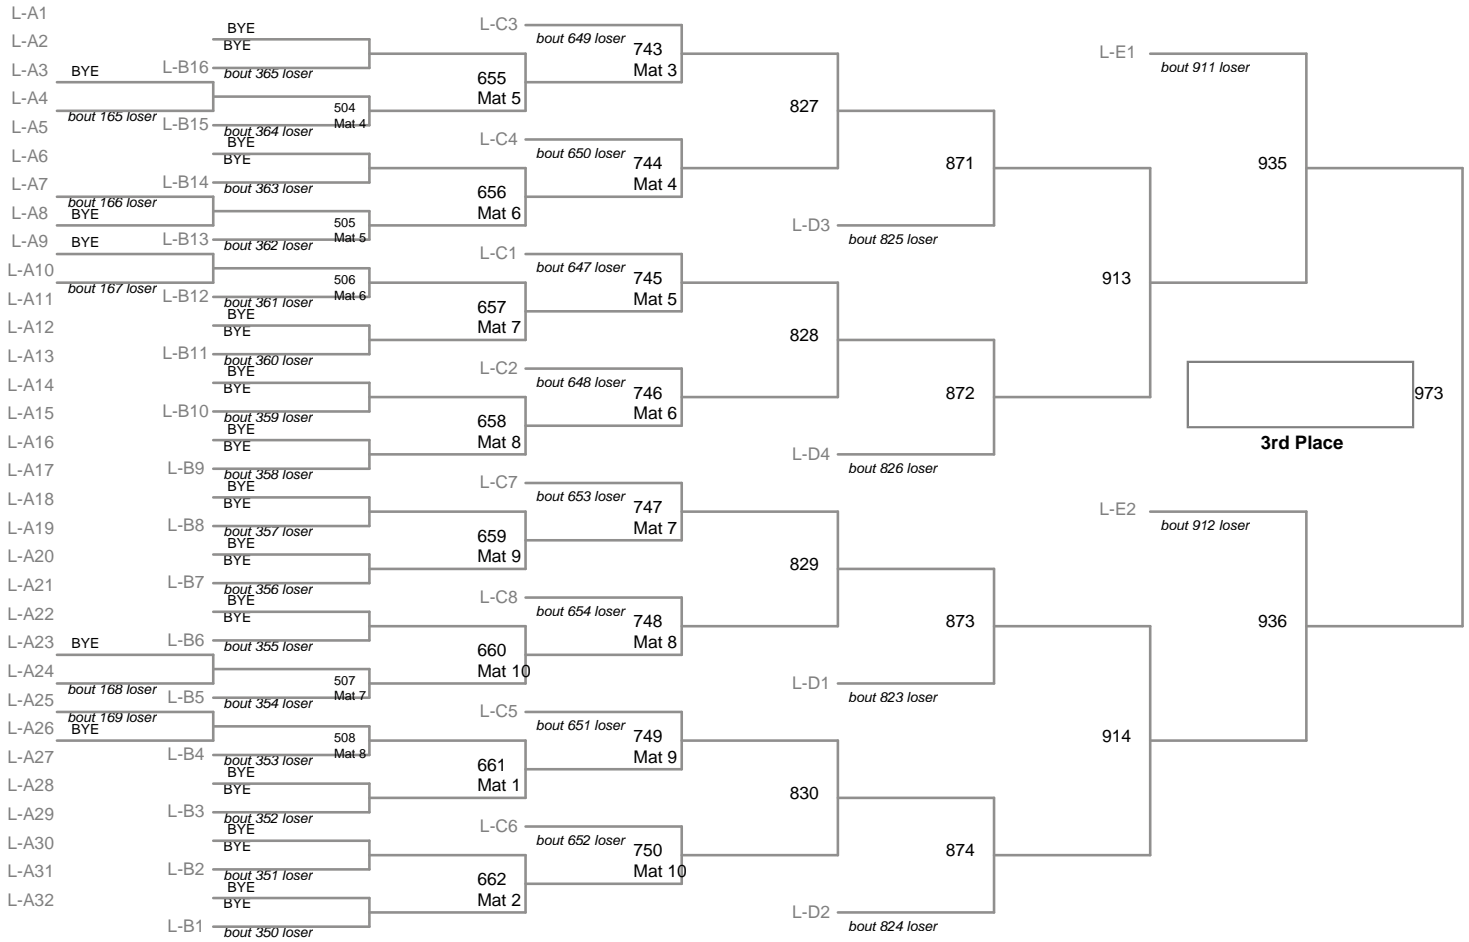 L-A1
L-A2
L-A3
L-A4
L-A5
L-A6
L-A7
L-A8
L-A9
L-A10
L-A11
L-A12
L-A13
L-A14
L-A15
L-A16
L-A17
L-A18
L-A19
L-A20
L-A21
L-A22
L-A23
L-A24
L-A25
L-A26
L-A27
L-A28
L-A29
L-A30
L-A31
L-A32
BYE
bout 165 loser
bout 166 loser
BYE
BYE
bout 167 loser
BYE
bout 168 loser
bout 169 loser
BYE
BYE
BYE
L-B16
bout 365 loser
L-B15
bout 364 loser
BYE
BYE
L-B14
bout 363 loser
L-B13
bout 362 loser
L-B12
bout 361 loser
BYE
BYE
L-B11
bout 360 loser
BYE
BYE
L-B10
bout 359 loser
BYE
BYE
L-B9
bout 358 loser
BYE
BYE
L-B8
bout 357 loser
BYE
BYE
L-B7
bout 356 loser
BYE
BYE
L-B6
bout 355 loser
L-B5
bout 354 loser
L-B4
bout 353 loser
BYE
BYE
L-B3
bout 352 loser
BYE
BYE
L-B2
bout 351 loser
BYE
BYE
L-B1
bout 350 loser
504
Mat 4
505
Mat 5
506
Mat 6
507
Mat 7
508
Mat 8
655
Mat 5
656
Mat 6
657
Mat 7
658
Mat 8
659
Mat 9
660
Mat 10
661
Mat 1
662
Mat 2
L-C3
bout 649 loser
L-C4
bout 650 loser
L-C1
bout 647 loser
L-C2
bout 648 loser
L-C7
bout 653 loser
L-C8
bout 654 loser
L-C5
bout 651 loser
L-C6
bout 652 loser
743
Mat 3
744
Mat 4
745
Mat 5
746
Mat 6
747
Mat 7
748
Mat 8
749
Mat 9
750
Mat 10
827
828
829
830
L-D3
bout 825 loser
L-D4
bout 826 loser
L-D1
bout 823 loser
L-D2
bout 824 loser
871
872
873
874
913
914
L-E1
bout 911 loser
L-E2
bout 912 loser
935
936
973
3rd Place